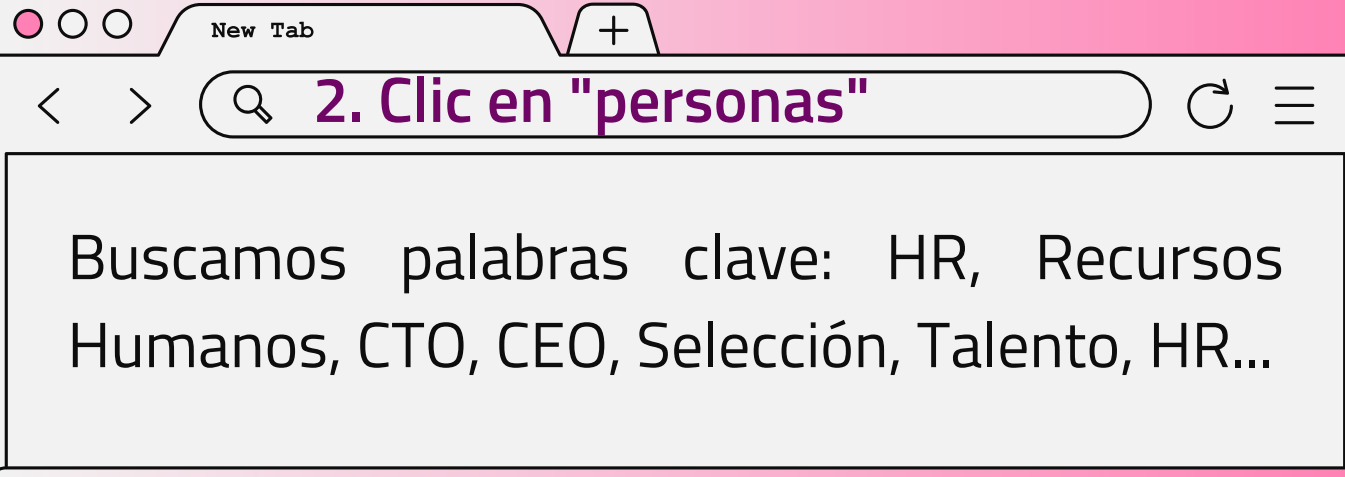 New Tab
2. Clic en "personas"
Buscamos palabras clave: HR, Recursos
Humanos, CTO, CEO, Selección, Talento, HR...